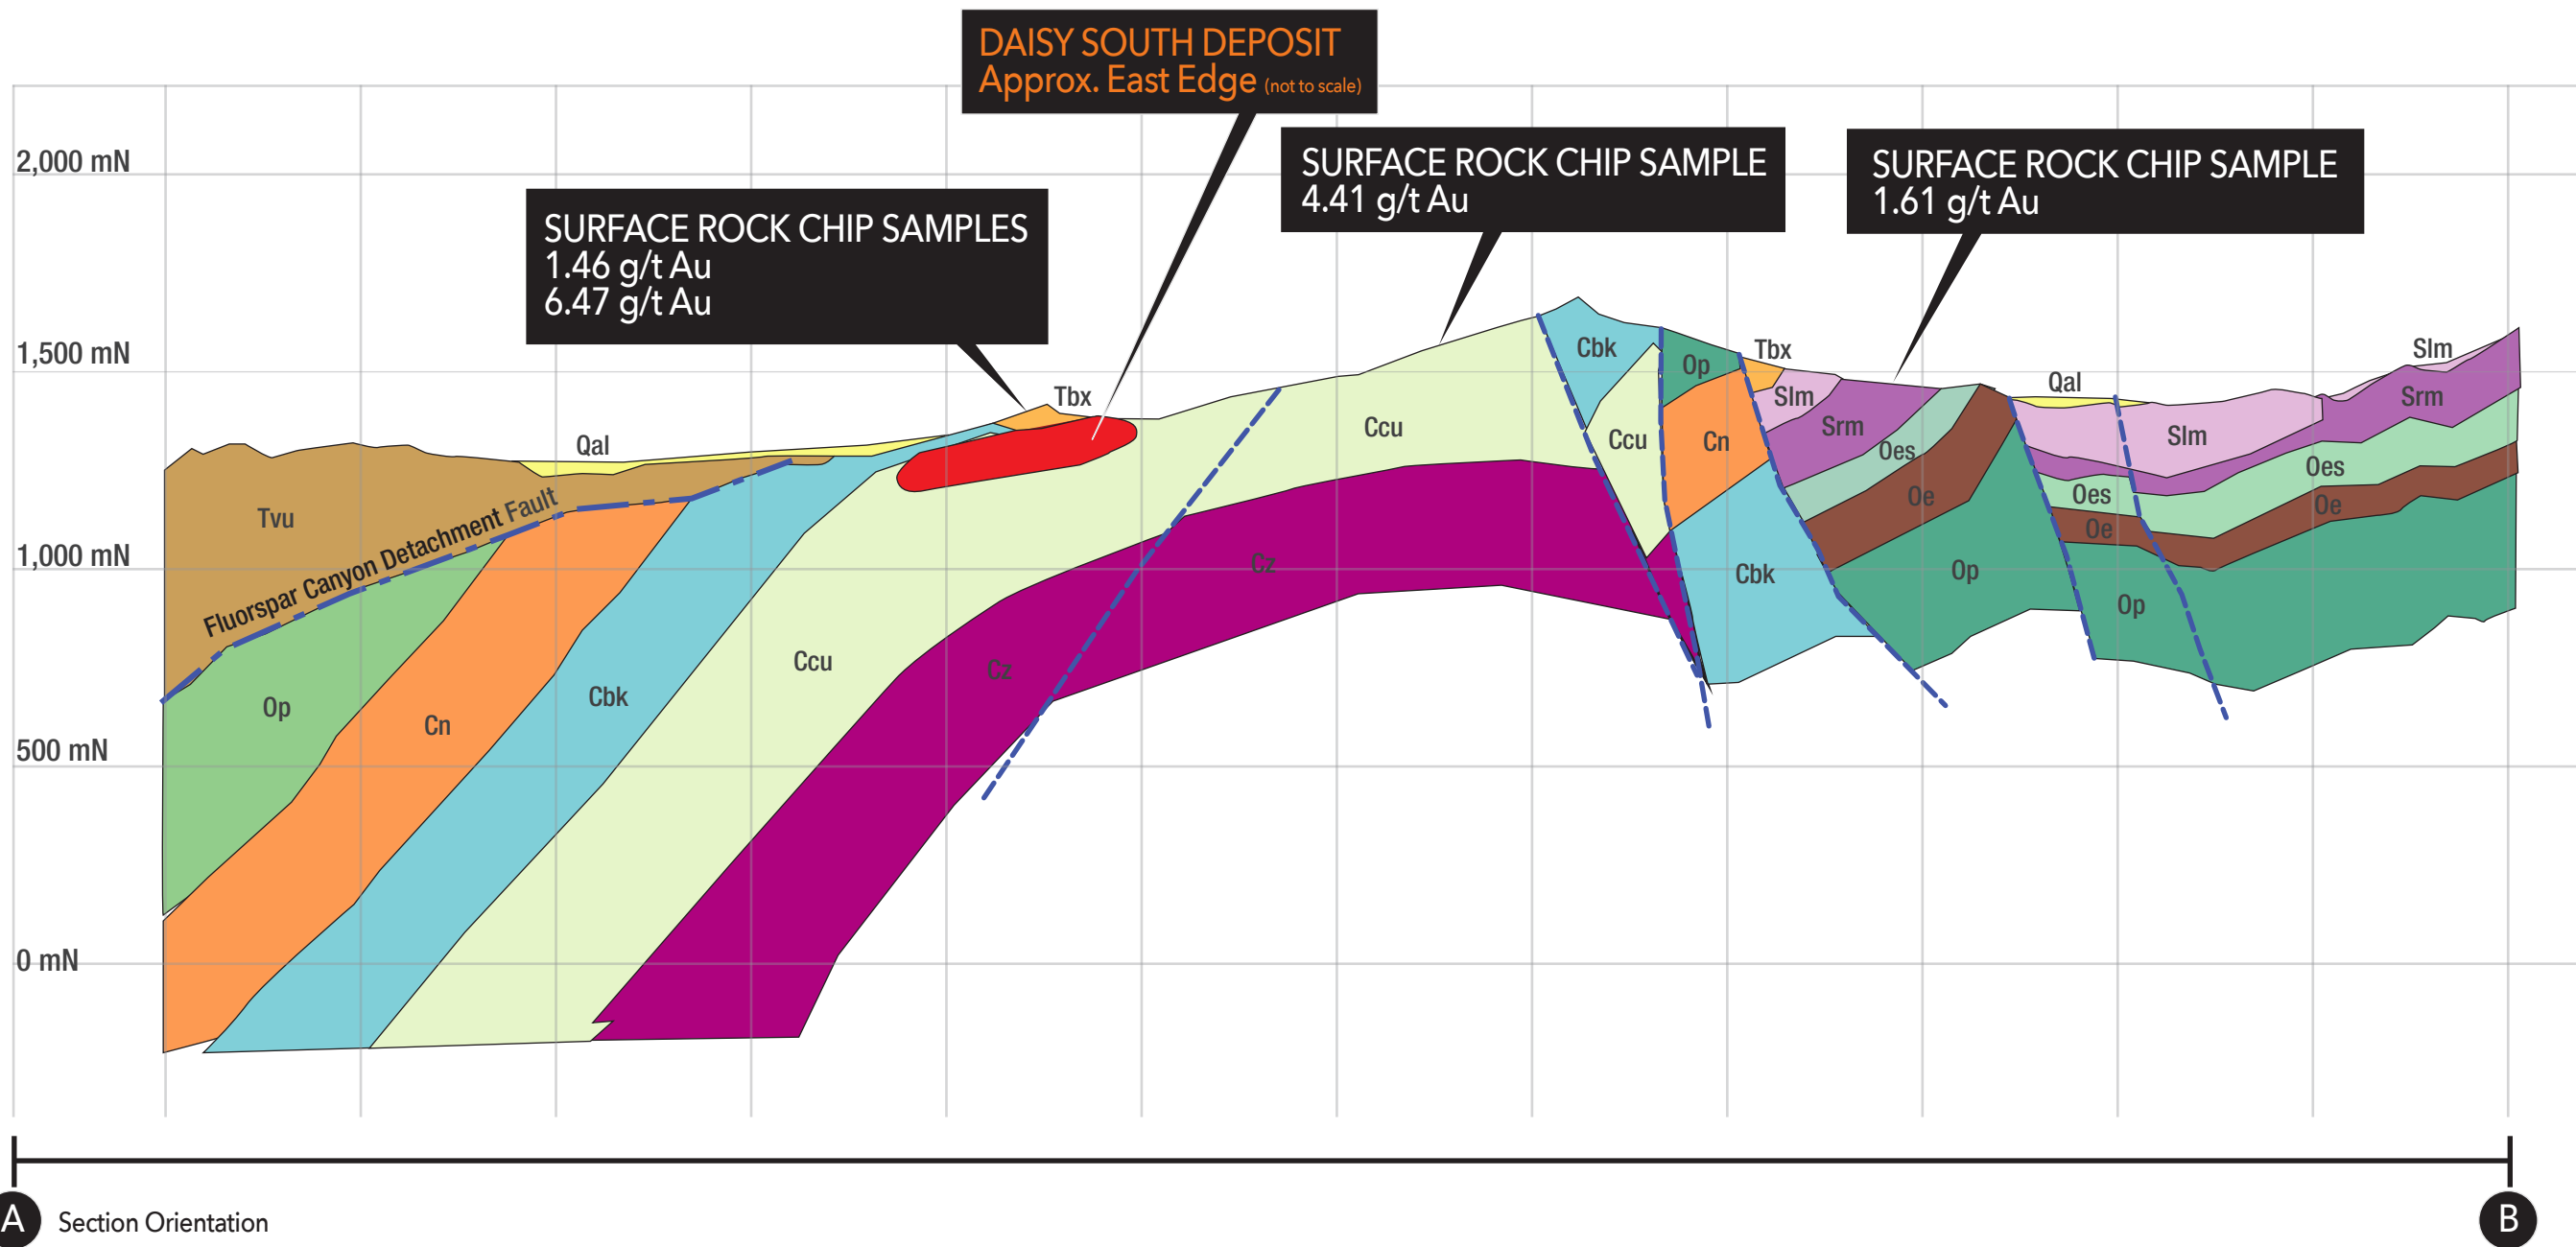 DAISY SOUTH DEPOSIT
Approx. East Edge (not to scale)
SURFACE ROCK CHIP SAMPLE
4.41 g/t Au
SURFACE ROCK CHIP SAMPLE
1.61 g/t Au
SURFACE ROCK CHIP SAMPLES
1.46 g/t Au
6.47 g/t Au
2,000 mN
1,500 mN
1,000 mN
500 mN
0 mN
Tvu
Qal
Fluorspar Canyon Detachment Fault
Op
Cn
Cbk
Ccu
Cz
Tbx
Ccu
Cz
Cbk
Ccu
Op
Cn
Cbk
Tbx
Slm
Srm
Oes
Oe
Op
Qal
Slm
Oes
Oe
Op
Slm
Srm
Oes
Oe
A
Section Orientation
B